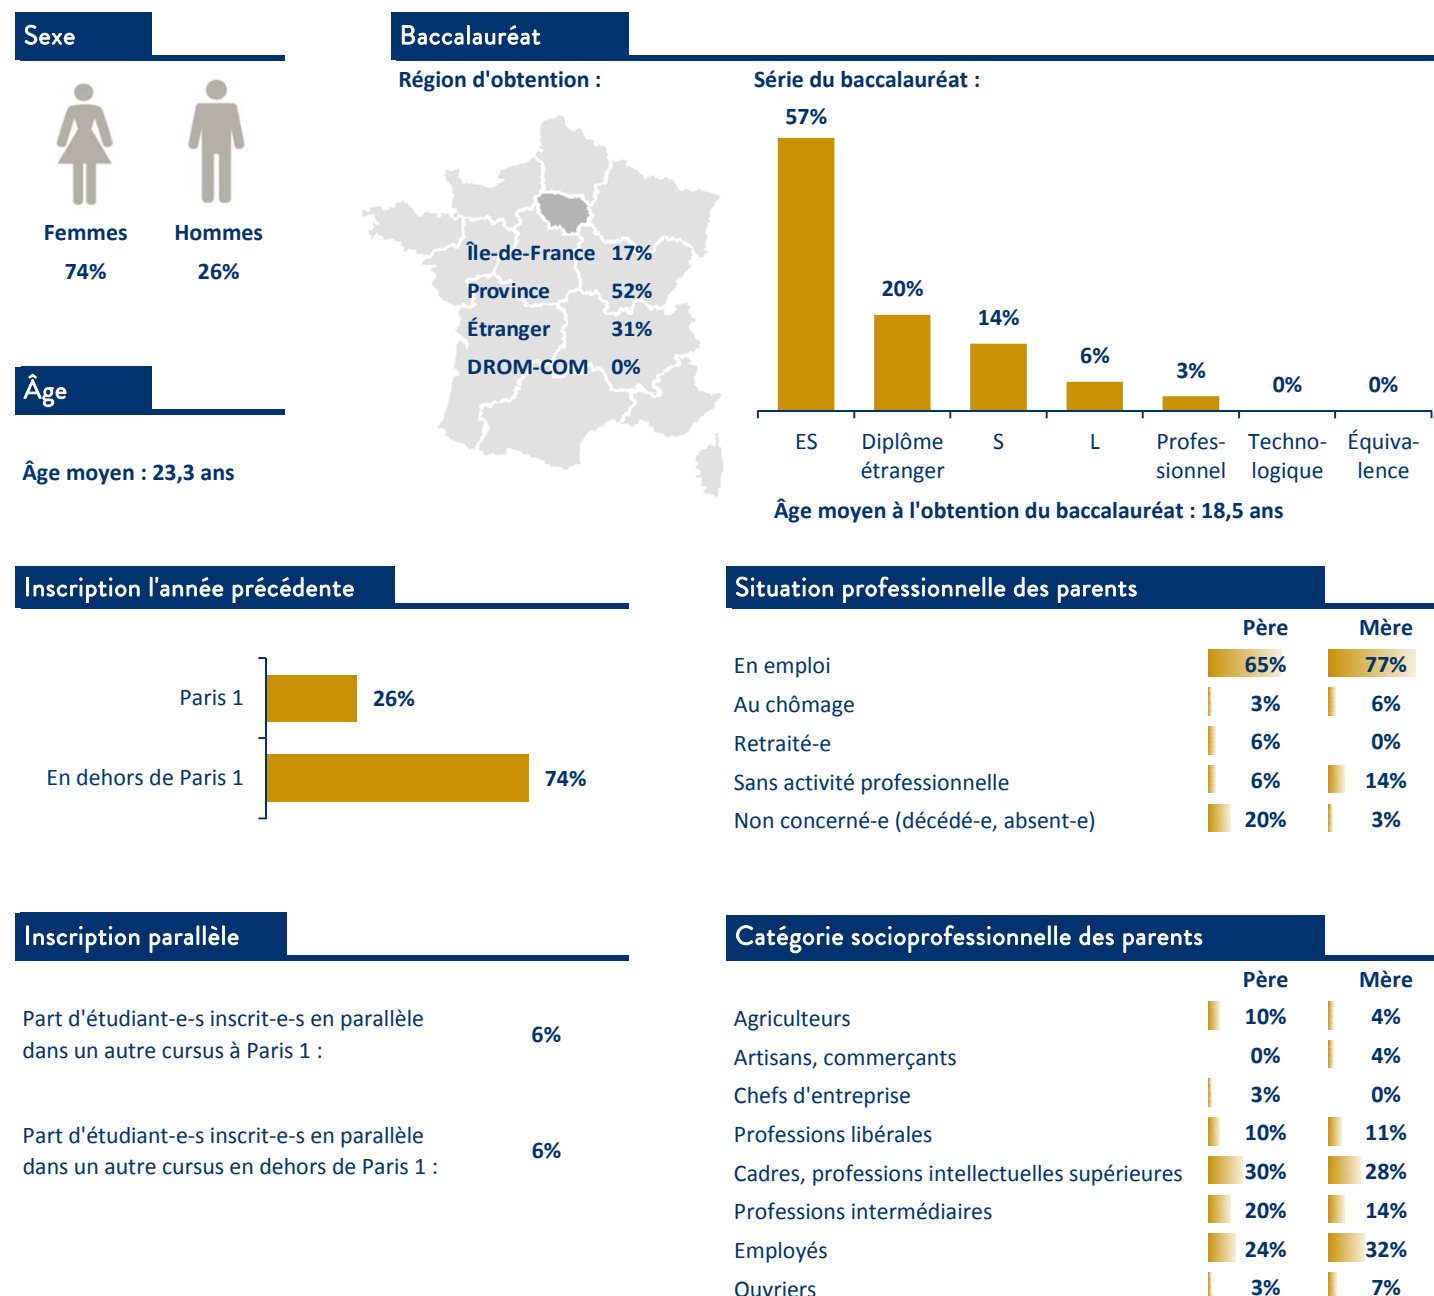 Sexe
Femmes Hommes
74% 26%
Âge
Âge moyen : 23,3 ans
Baccalauréat
Région d'obtention :
Île-de-France 17%
Province 52%
Étranger 31%
DROM-COM 0%
Série du baccalauréat :
57%
20%
14%
6%
3%
0%
0%
ES
Diplôme
étranger
S
L
Profes-
sionnel
Techno-
logique
Équiva-
lence
Âge moyen à l'obtention du baccalauréat : 18,5 ans
Inscription l'année précédente
Paris 1 26%
En dehors de Paris 1 74%
Situation professionnelle des parents
Père Mère
En emploi 65% 77%
Au chômage 3% 6%
Retraité-e 6% 0%
Sans activité professionnelle 6% 14%
Non concerné-e (décédé-e, absent-e) 20% 3%
Inscription parallèle
Part d'étudiant-e-s inscrit-e-s en parallèle
dans un autre cursus à Paris 1 :
6%
Part d'étudiant-e-s inscrit-e-s en parallèle
dans un autre cursus en dehors de Paris 1 :
6%
Catégorie socioprofessionnelle des parents
Père Mère
Agriculteurs 10% 4%
Artisans, commerçants 0% 4%
Chefs d'entreprise 3% 0%
Professions libérales 10% 11%
Cadres, professions intellectuelles supérieures 30% 28%
Professions intermédiaires 20% 14%
Employés 24% 32%
Ouvriers 3% 7%